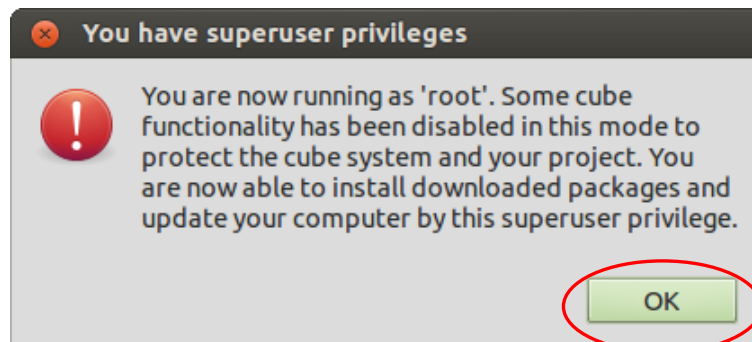 You have superuser privileges
You are now running as 'root'. Some cube
functionality has been disabled in this mode to
protect the cube system and your project. You
are now able to install downloaded packages and
update your computer by this superuser privilege.
OK